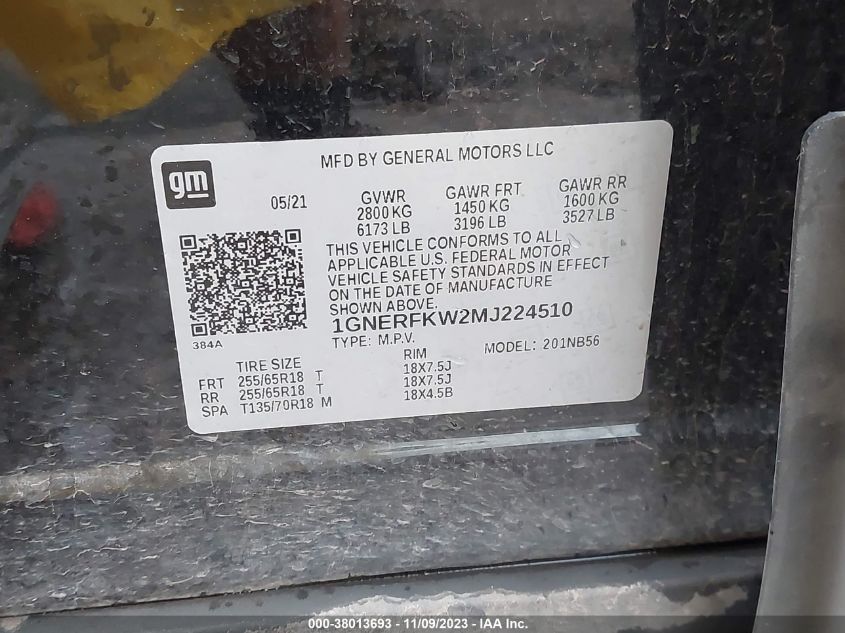 MFD BY GENERAL MOTORS LLC
gm
05/21 GVWR GAWR FRT GAWR RR
2800 KG 1450 KG 1600 KG
6173 LB 3196 LB 3527 LB
THIS VEHICLE CONFORMS TO ALL
APPLICABLE U.S. FEDERAL MOTOR
VEHICLE SAFETY STANDARDS IN EFFECT
ON THE DATE OF MANUFACTURE
SHOWN ABOVE.
1GNERFKW2MJ224510
384A
TYPE: M.P.V. MODEL: 201NB56
TIRE SIZE RIM
FRT 255/65R18 T 18X7.5J
RR 255/65R18 T 18X7.5J
SPA T135/70R18 M 18X4.5B
000-38013693 - 11/09/2023 - IAA Inc.